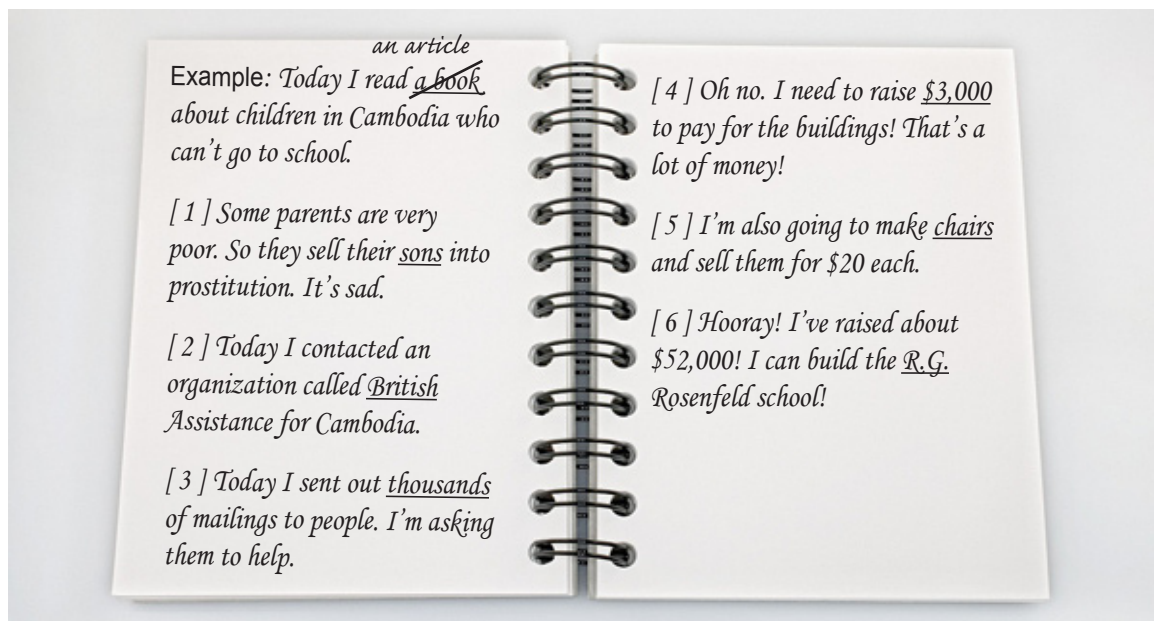 an article
Example: Today I read a book
about children in Cambodia who
can't go to school.
[ 1 ] Some parents are very
poor. So they sell their sons into
prostitution. It's sad.
[ 2 ] Today I contacted an
organization called British
Assistance for Cambodia.
[ 3 ] Today I sent out thousands
of mailings to people. I'm asking
them to help.
[ 4 ] Oh no. I need to raise $3,000
to pay for the buildings! That's a
lot of money!
[ 5 ] I'm also going to make chairs
and sell them for $20 each.
[ 6 ] Hooray! I've raised about
$52,000! I can build the R.G.
Rosenfeld school!